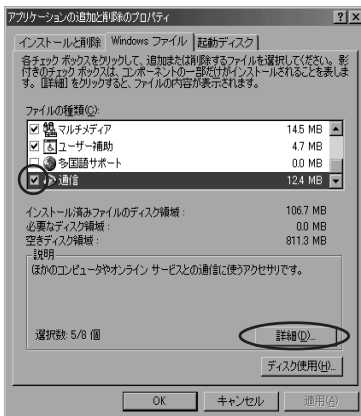 アプリケーションの追加と削除のプロパティ
インストールと削除 Windows ファイル 起動ディスク
各チェック ボックスをクリックして、追加または削除するファイルを選択してください。影
付きのチェック ボックスは、コンポーネントの一部だけがインストールされることを表しま
す。[詳細] をクリックすると、ファイルの内容が表示されます。
ファイルの種類(C):
マルチメディア 14.5 MB
ユーザー補助 4.7 MB
多国語サポート 0.0 MB
通信 12.4 MB
インストール済みファイルのディスク領域: 106.7 MB
必要なディスク領域: 0.0 MB
空きディスク領域: 811.3 MB
説明
ほかのコンピュータやオンライン サービスとの通信に使うアクセサリです。
選択数: 5/8 個
詳細(D)...
ディスク使用(H)...
OK キャンセル 適用(A)